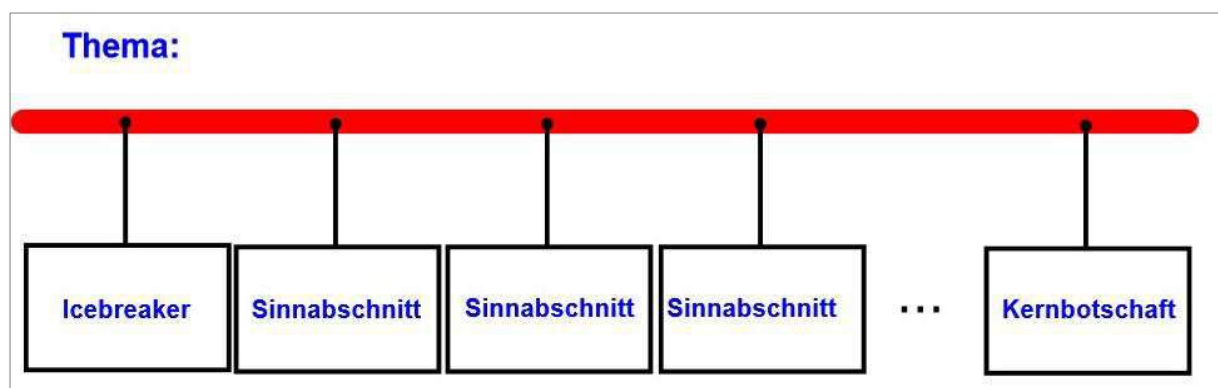 Thema:
Icebreaker
Sinnabschnitt
Sinnabschnitt
Sinnabschnitt
...
Kernbotschaft